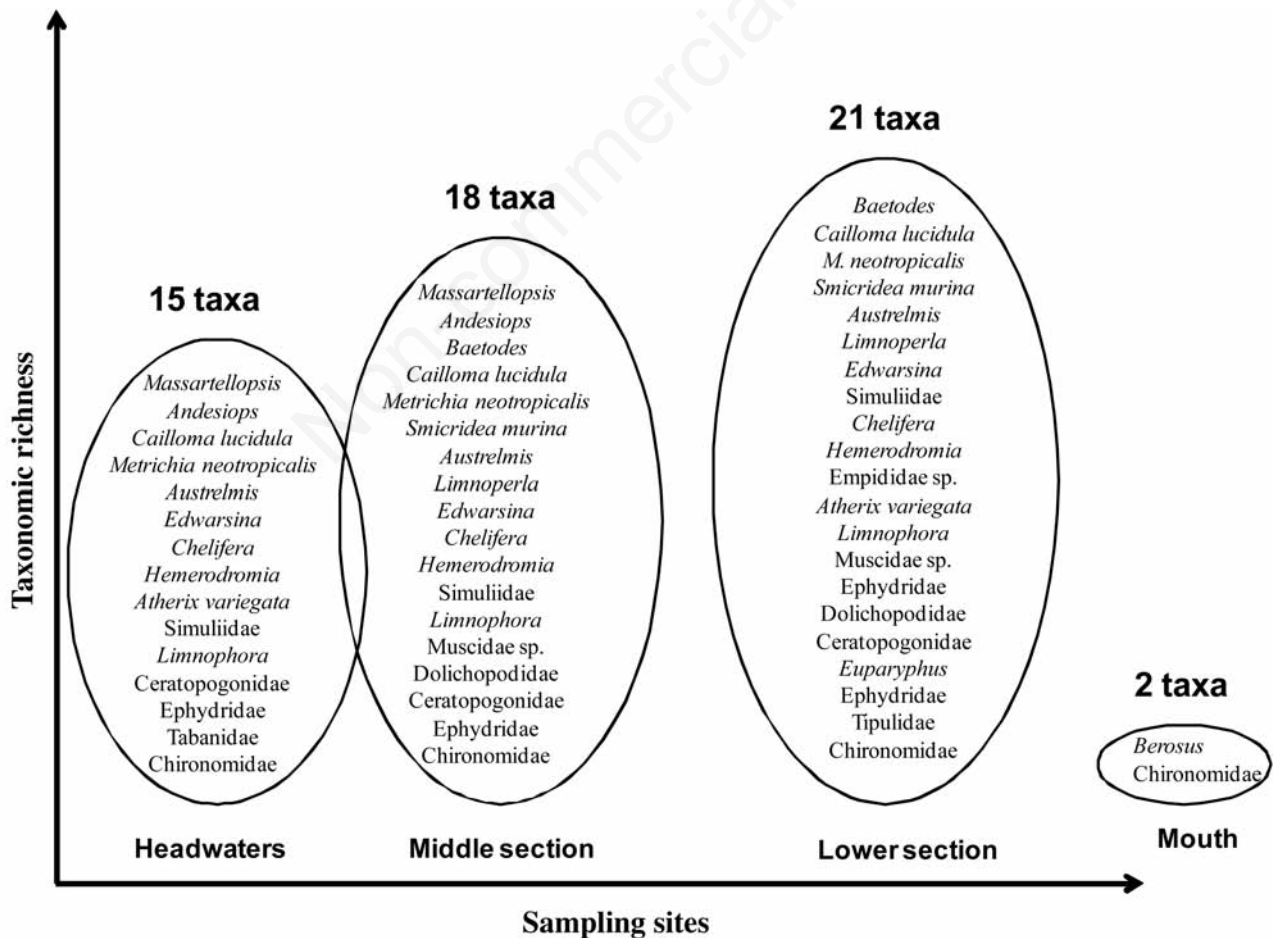 Non-commercial
21 taxa
18 taxa
15 taxa
2 taxa
Taxonomic richness
Massartellopsis
Andesiops
Cailloma lucidula
Metrichia neotropicalis
Austrelmis
Edwarsina
Chelifera
Hemerodromia
Atherix variegata
Simuliidae
Limnophora
Ceratopogonidae
Ephydridae
Tabanidae
Chironomidae
Massartellopsis
Andesiops
Baetodes
Cailloma lucidula
Metrichia neotropicalis
Smicridea murina
Austrelmis
Limnoperla
Edwarsina
Chelifera
Hemerodromia
Simuliidae
Limnophora
Muscidae sp.
Dolichopodidae
Ceratopogonidae
Ephydridae
Chironomidae
Baetodes
Cailloma lucidula
M. neotropicalis
Smicridea murina
Austrelmis
Limnoperla
Edwarsina
Simuliidae
Chelifera
Hemerodromia
Empididae sp.
Atherix variegata
Limnophora
Muscidae sp.
Ephydridae
Dolichopodidae
Ceratopogonidae
Euparyphus
Ephydridae
Tipulidae
Chironomidae
Berosus
Chironomidae
Headwaters
Middle section
Lower section
Mouth
Sampling sites